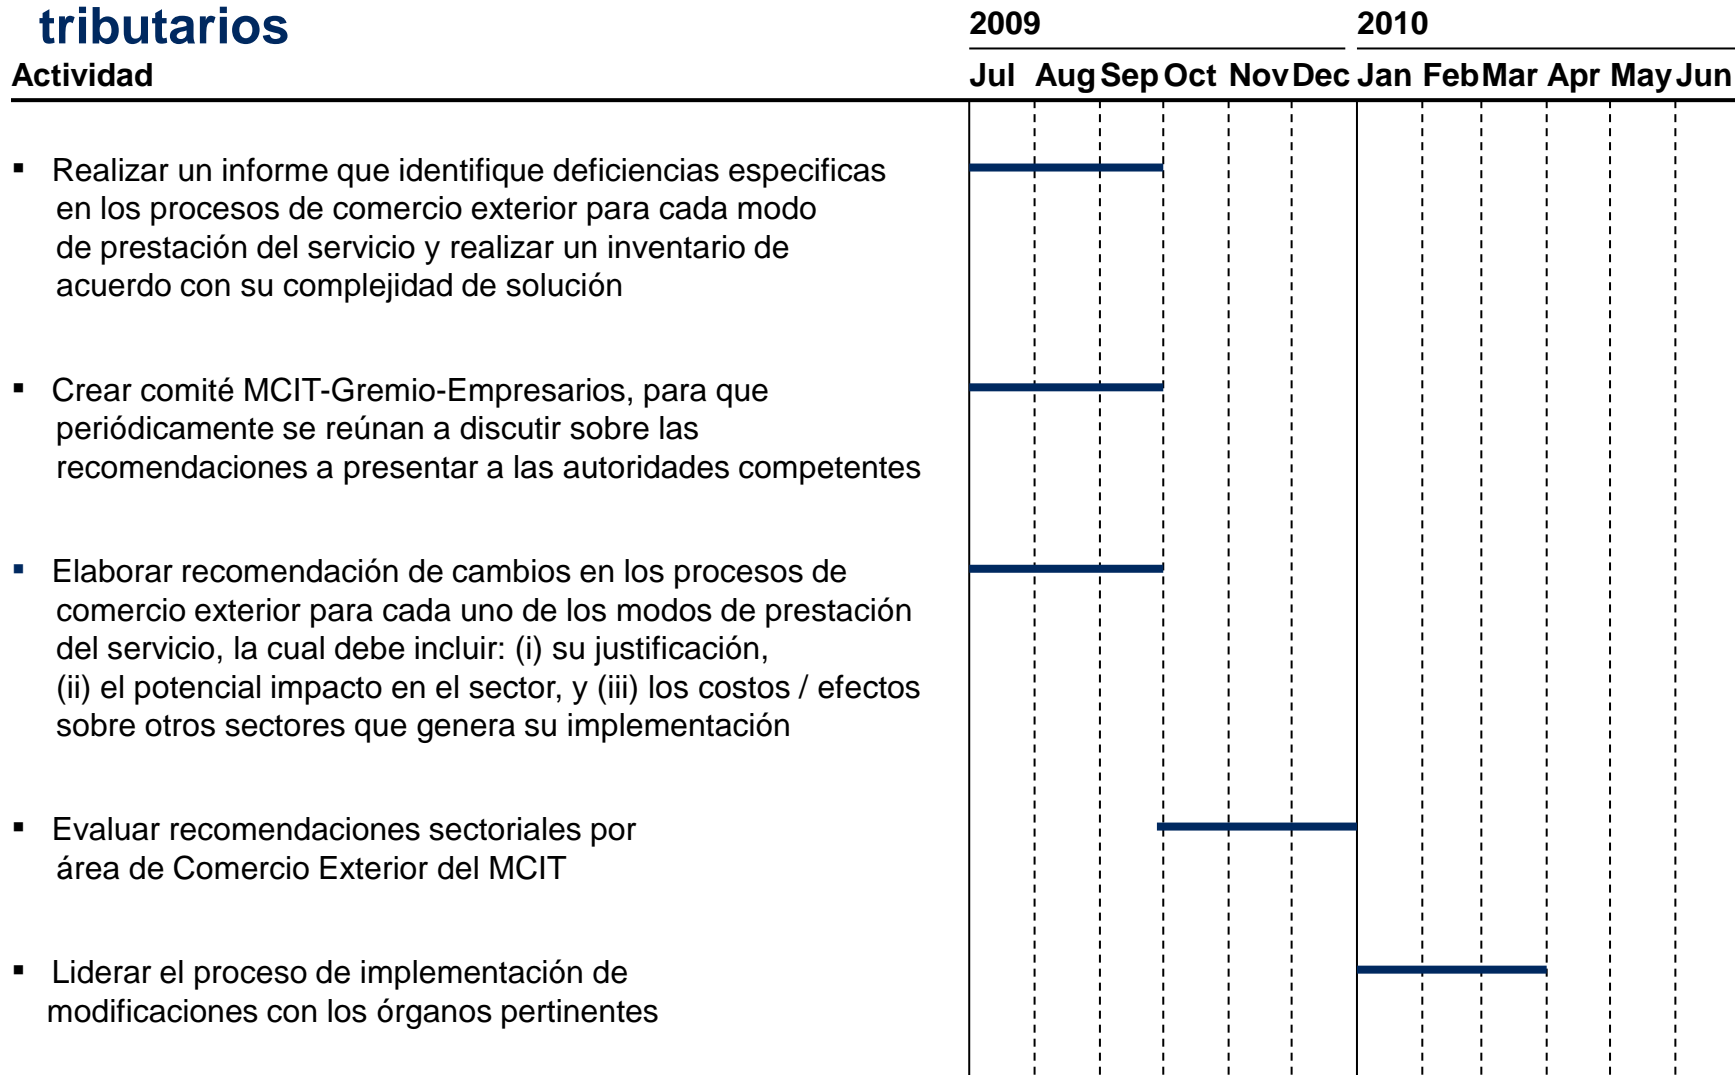 tributarios
2009 2010
Actividad Jul Aug Sep Oct Nov Dec Jan Feb Mar Apr May Jun
▪ Realizar un informe que identifique deficiencias especificas
en los procesos de comercio exterior para cada modo
de prestación del servicio y realizar un inventario de
acuerdo con su complejidad de solución
▪ Crear comité MCIT-Gremio-Empresarios, para que
periódicamente se reúnan a discutir sobre las
recomendaciones a presentar a las autoridades competentes
▪ Elaborar recomendación de cambios en los procesos de
comercio exterior para cada uno de los modos de prestación
del servicio, la cual debe incluir: (i) su justificación,
(ii) el potencial impacto en el sector, y (iii) los costos / efectos
sobre otros sectores que genera su implementación
▪ Evaluar recomendaciones sectoriales por
área de Comercio Exterior del MCIT
▪ Liderar el proceso de implementación de
modificaciones con los órganos pertinentes